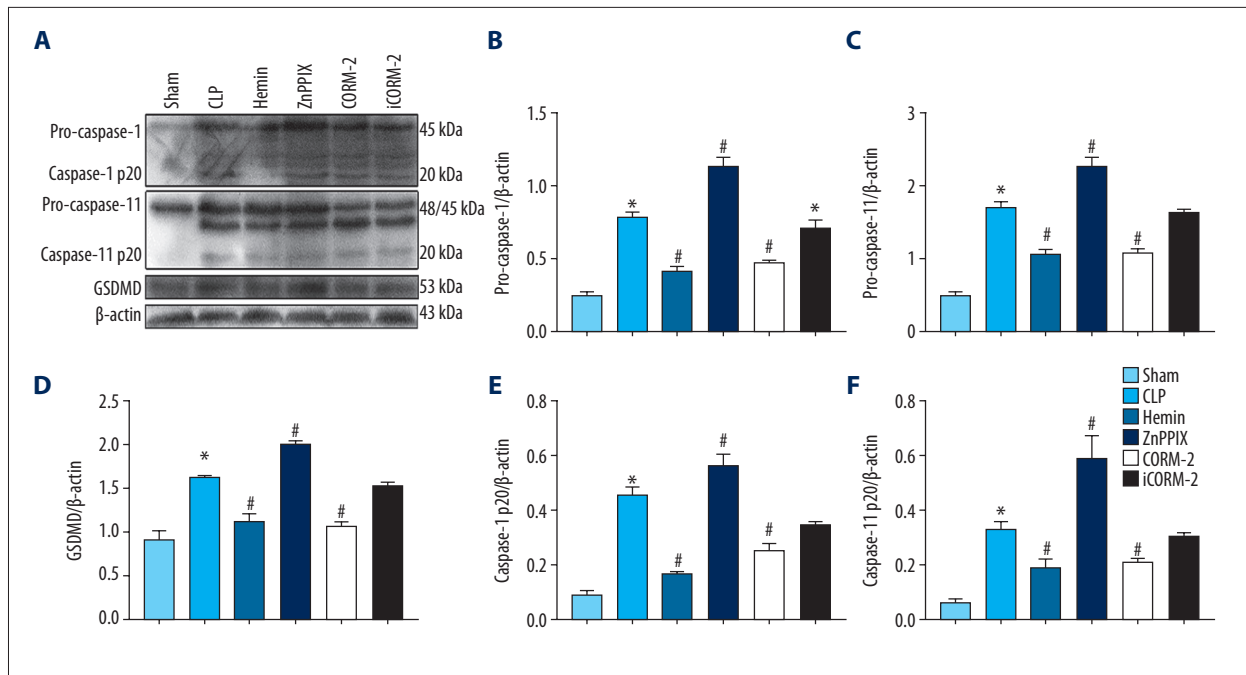 A
Sham
CLP
Hemin
ZnPPIX
CORM-2
iCORM-2
Pro-caspase-1
45 kDa
Caspase-1 p20
20 kDa
Pro-caspase-11
48/45 kDa
Caspase-11 p20
20 kDa
GSDMD
53 kDa
β-actin
43 kDa
B
Pro-caspase-1/β-actin
1.5
1.0
0.5
0.0
*
#
#
#
*
C
Pro-caspase-11/β-actin
3
2
1
0
*
#
#
#
D
GSDMD/β-actin
2.5
2.0
1.5
1.0
0.5
0.0
*
#
#
#
E
Caspase-1 p20/β-actin
0.8
0.6
0.4
0.2
0.0
*
#
#
#
F
Caspase-11 p20/β-actin
0.8
0.6
0.4
0.2
0.0
*
#
#
#
Sham
CLP
Hemin
ZnPPIX
CORM-2
iCORM-2